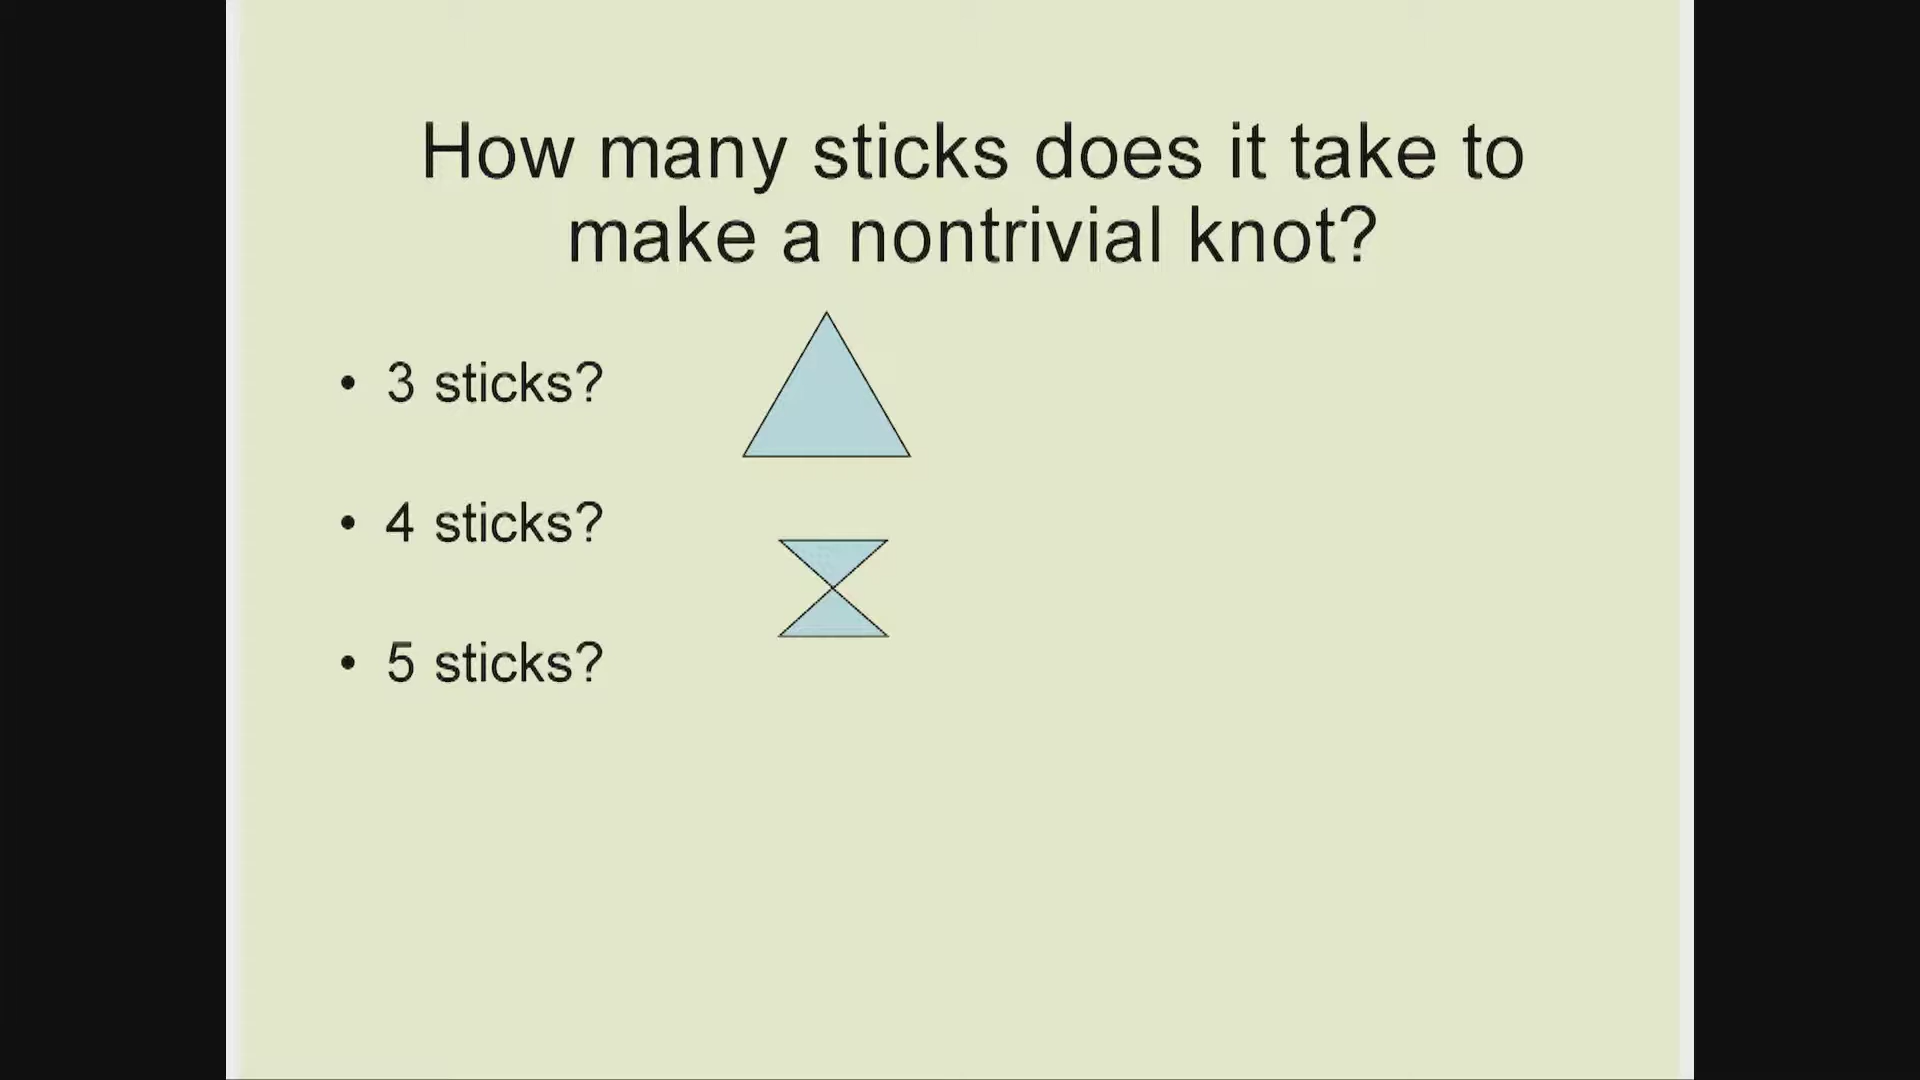 How many sticks does it take to
make a nontrivial knot?
• 3 sticks?
• 4 sticks?
• 5 sticks?